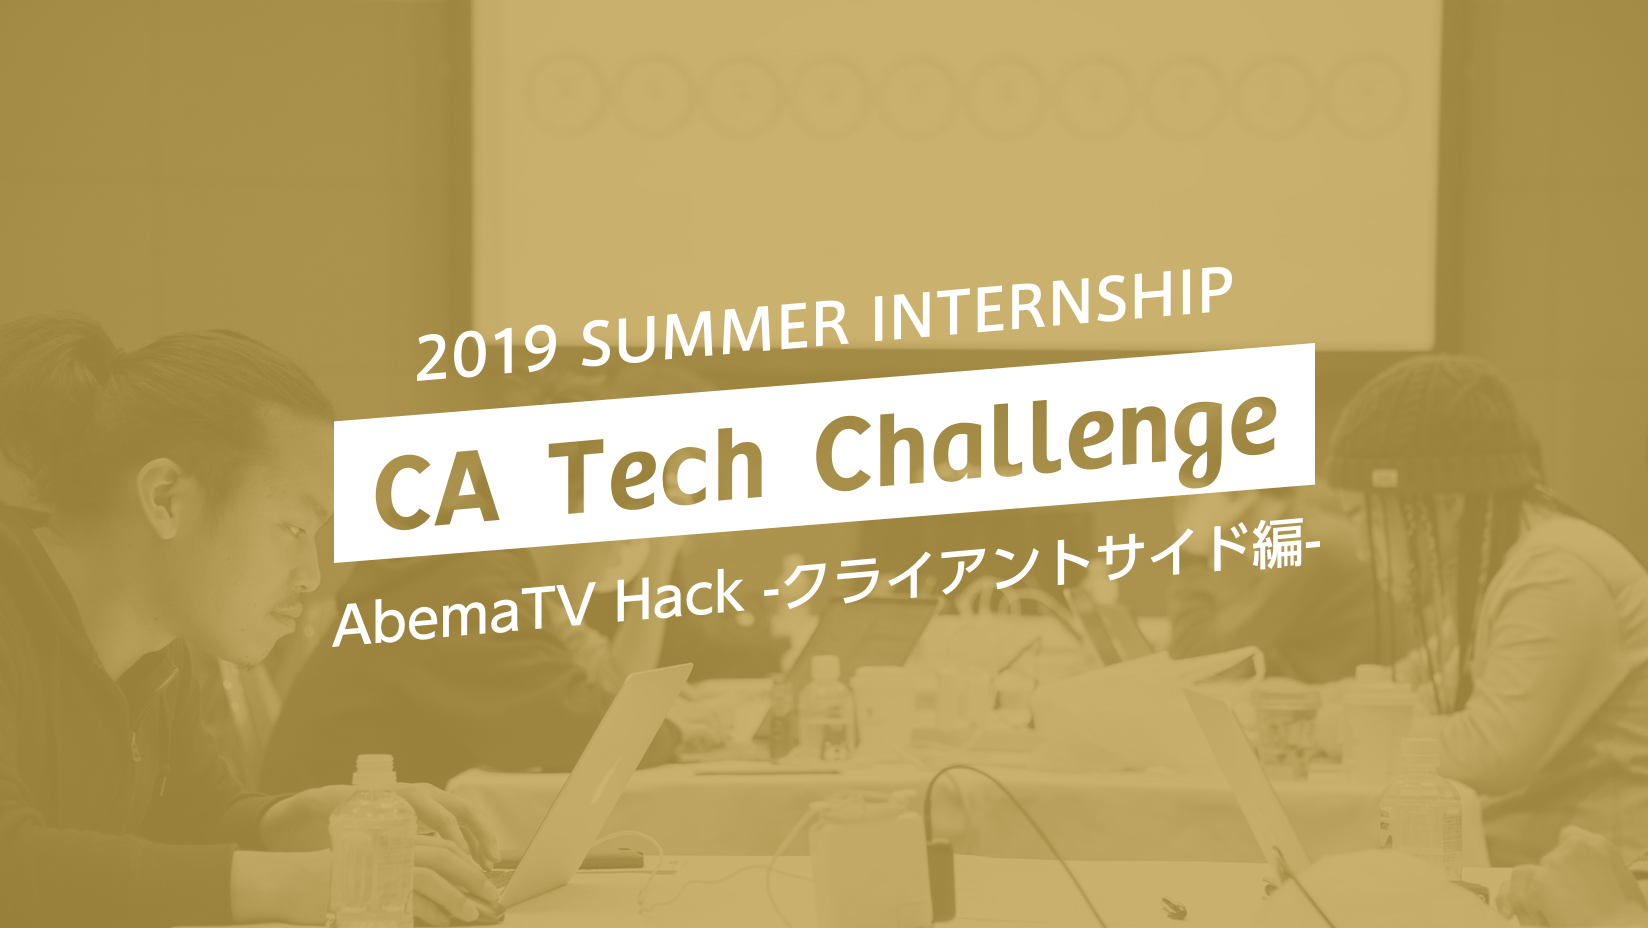 2019 SUMMER INTERNSHIP
CA Tech Challenge
AbemaTV Hack -クライアントサイド編-